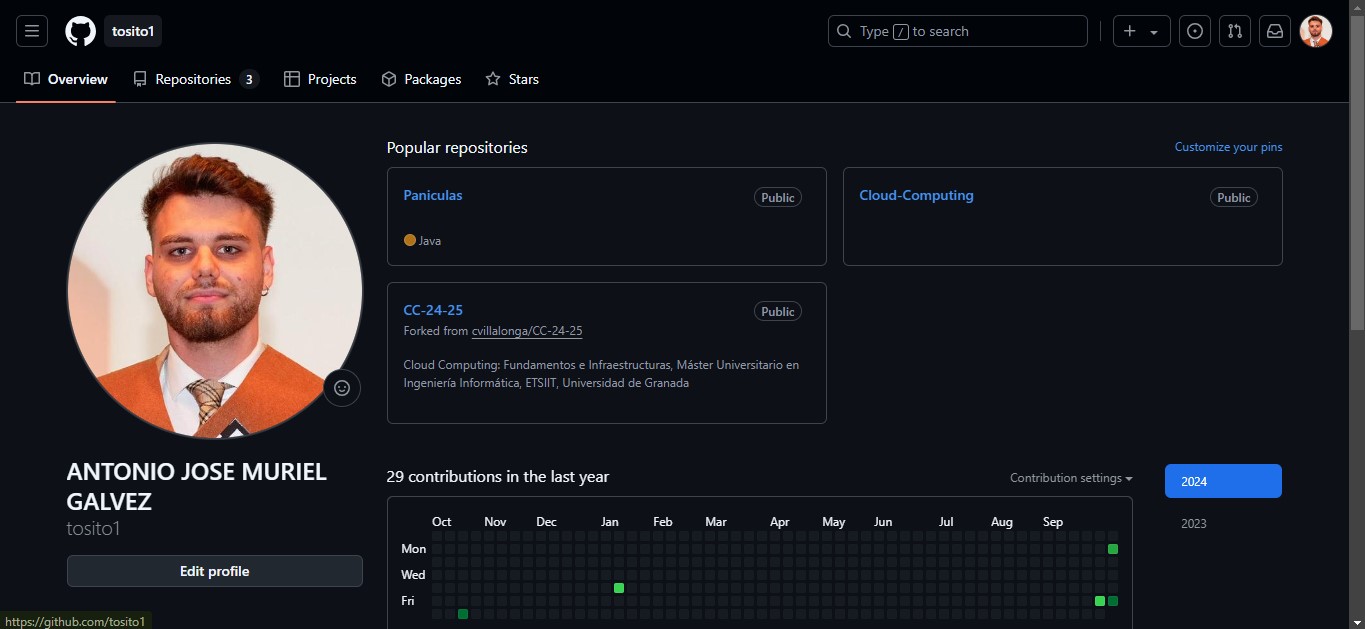 tosito1
Type / to search
Overview
Repositories 3
Projects
Packages
Stars
Popular repositories
Customize your pins
Paniculas
Public
Java
Cloud-Computing
Public
CC-24-25
Public
Forked from cvillalonga/CC-24-25
Cloud Computing: Fundamentos e Infraestructuras, Máster Universitario en
Ingeniería Informática, ETSIIT, Universidad de Granada
ANTONIO JOSE MURIEL
GALVEZ
tosito1
Edit profile
29 contributions in the last year
Contribution settings
2024
2023
Oct Nov Dec Jan Feb Mar Apr May Jun Jul Aug Sep
Mon
Wed
Fri
https://github.com/tosito1